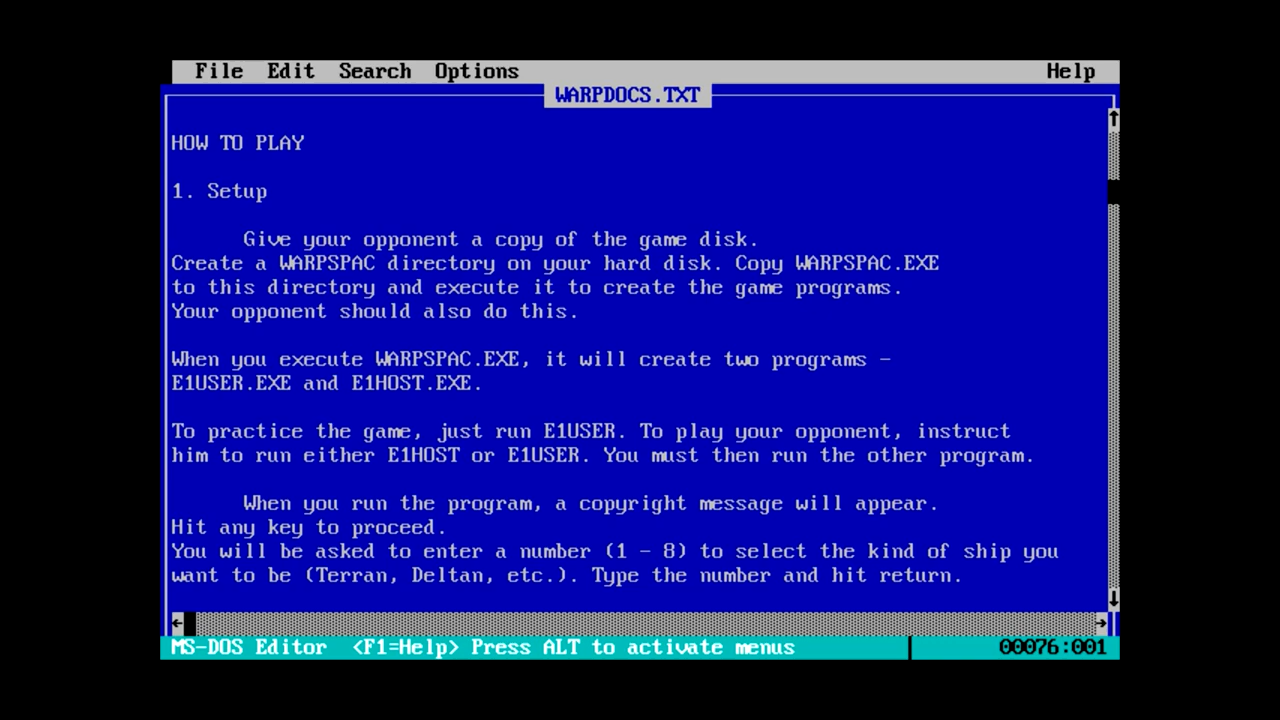 File Edit Search Options Help
WARPDOCS.TXT
HOW TO PLAY
1. Setup
Give your opponent a copy of the game disk.
Create a WARPSPAC directory on your hard disk. Copy WARPSPAC.EXE
to this directory and execute it to create the game programs.
Your opponent should also do this.
When you execute WARPSPAC.EXE, it will create two programs -
E1USER.EXE and E1HOST.EXE.
To practice the game, just run E1USER. To play your opponent, instruct
him to run either E1HOST or E1USER. You must then run the other program.
When you run the program, a copyright message will appear.
Hit any key to proceed.
You will be asked to enter a number (1 - 8) to select the kind of ship you
want to be (Terran, Deltan, etc.). Type the number and hit return.
MS-DOS Editor <F1=Help> Press ALT to activate menus 00076:001